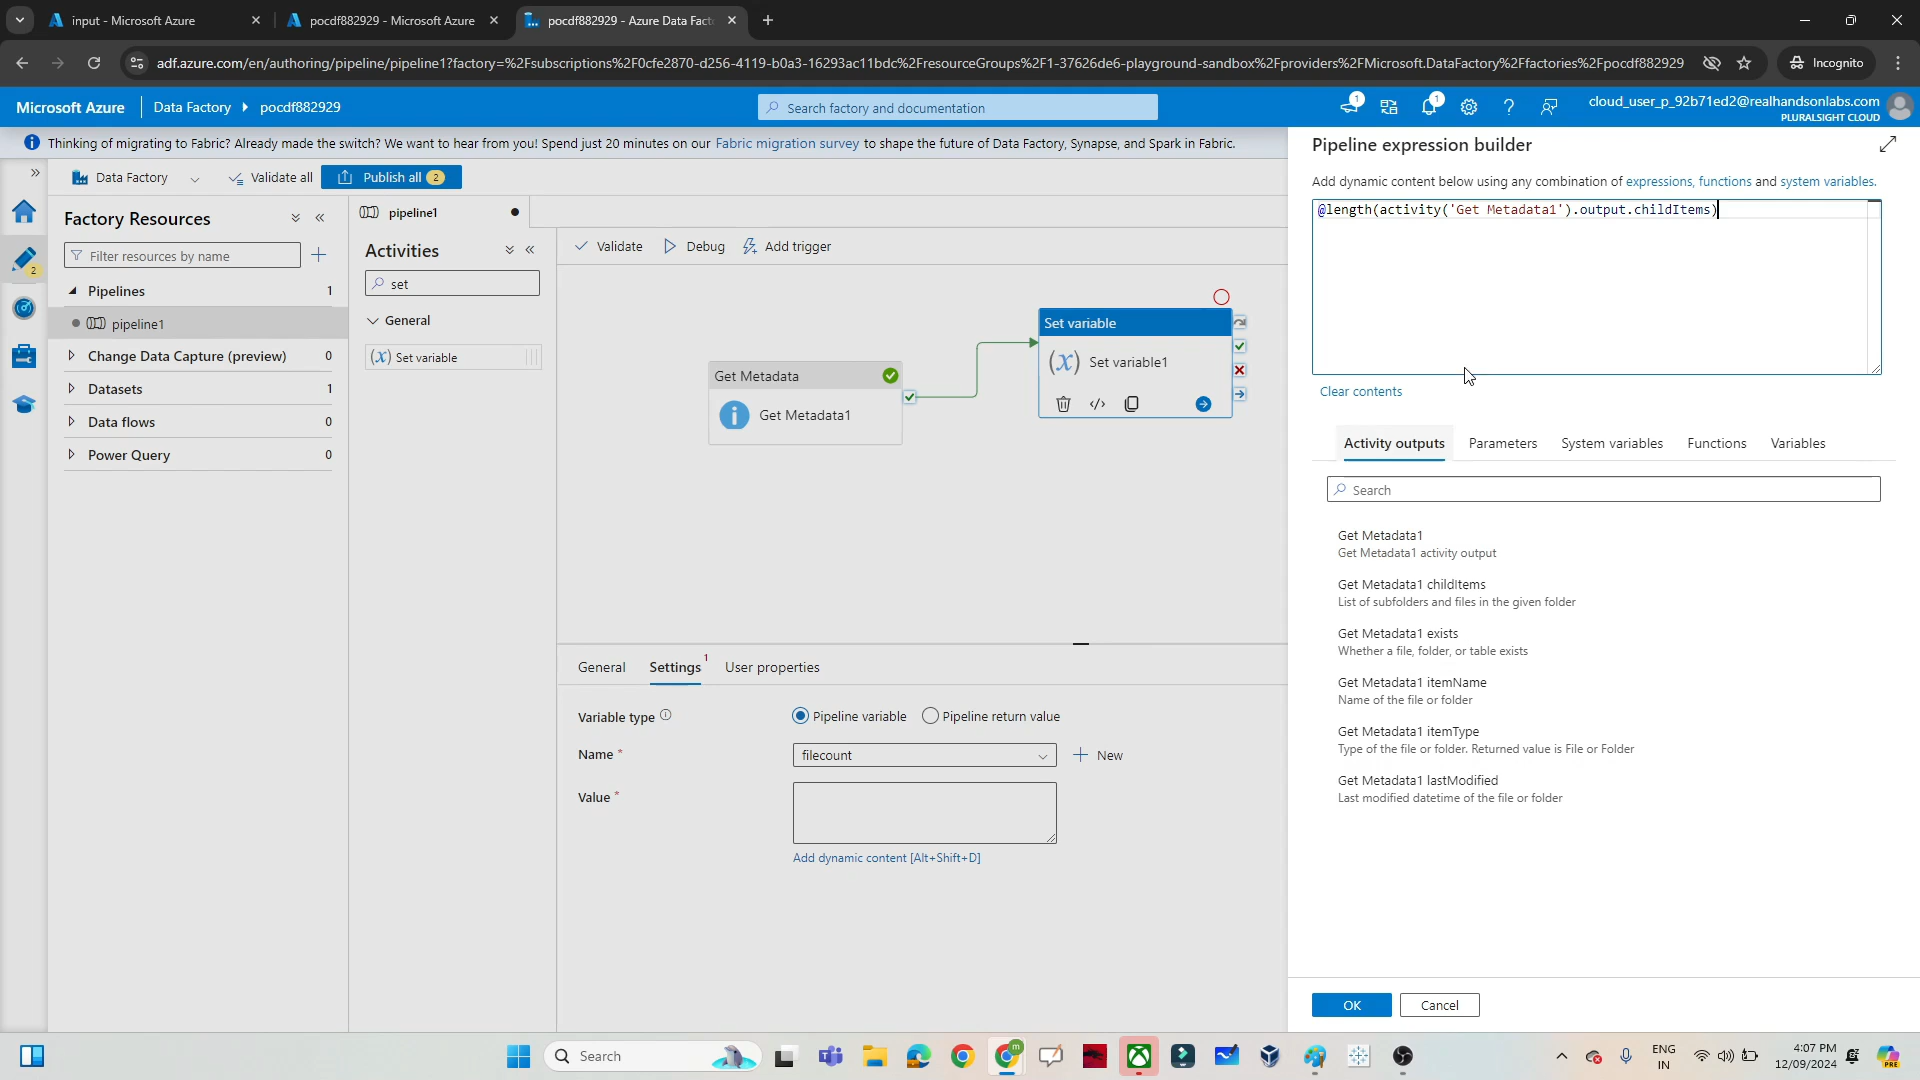 input - Microsoft Azure
pocdf882929 - Microsoft Azure
pocdf882929 - Azure Data Fact
adf.azure.com/en/authoring/pipeline/pipeline1?factory=%2Fsubscriptions%2F0cfe2870-d256-4119-b0a3-16293ac11bdc%2FresourceGroups%2F1-37626de6-playground-sandbox%2Fproviders%2FMicrosoft.DataFactory%2Ffactories%2Fpocdf882929
Incognito
Microsoft Azure
Data Factory
pocdf882929
Search factory and documentation
1
1
cloud_user_p_92b71ed2@realhandsonlabs.com
PLURALSIGHT CLOUD
Thinking of migrating to Fabric? Already made the switch? We want to hear from you! Spend just 20 minutes on our Fabric migration survey to shape the future of Data Factory, Synapse, and Spark in Fabric.
Data Factory
Validate all
Publish all 2
2
Factory Resources
Filter resources by name
Pipelines 1
pipeline1
Change Data Capture (preview) 0
Datasets 1
Data flows 0
Power Query 0
pipeline1
Activities
set
General
(x) Set variable
Validate
Debug
Add trigger
Get Metadata
Get Metadata1
Set variable
(x) Set variable1
General
Settings 1
User properties
Variable type
Pipeline variable
Pipeline return value
Name *
filecount
New
Value *
Add dynamic content [Alt+Shift+D]
Pipeline expression builder
Add dynamic content below using any combination of expressions, functions and system variables.
@length(activity('Get Metadata1').output.childItems)
Clear contents
Activity outputs
Parameters
System variables
Functions
Variables
Search
Get Metadata1
Get Metadata1 activity output
Get Metadata1 childItems
List of subfolders and files in the given folder
Get Metadata1 exists
Whether a file, folder, or table exists
Get Metadata1 itemName
Name of the file or folder
Get Metadata1 itemType
Type of the file or folder. Returned value is File or Folder
Get Metadata1 lastModified
Last modified datetime of the file or folder
OK
Cancel
Search
m
ENG
IN
4:07 PM
12/09/2024
PRE